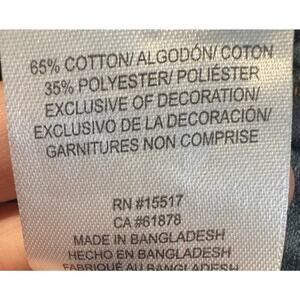 65% COTTON/ ALGODÓN/ COTON
35% POLYESTER/ POLIÉSTER
EXCLUSIVE OF DECORATION/
EXCLUSIVO DE LA DECORACIÓN/
GARNITURES NON COMPRISE
RN #15517
CA #61878
MADE IN BANGLADESH
HECHO EN BANGLADESH
FABRIQUÉ AU BANGLADESH